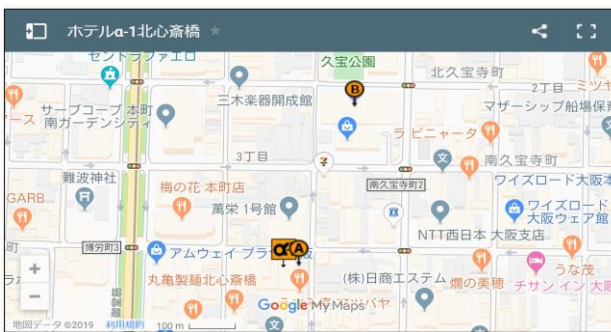 ホテルα-1北心斎橋
セントラファエロ
久宝公園
北久宝寺町
B
2丁目
ミツヤ
三木楽器開成館
マザーシップ船場保育
サーブコープ 本町
南ガーデンシティ
ース
ラ ピニャータ
3丁目
南久宝寺町
難波神社
梅の花 本町店
南久宝寺町2
ワイズロード大阪本
GARB
萬栄 1号館
ワイズロード
大阪ウェア館
NTT西日本 大阪支店
町
博労町3
アムウェイ プラ
α A
うな茂
丸亀製麺北心斎橋
(株)日商エステム
爛の美穂
チサン イン 大阪
+
−
Google My Maps
バヤ
地図データ ©2019 利用規約 100 m